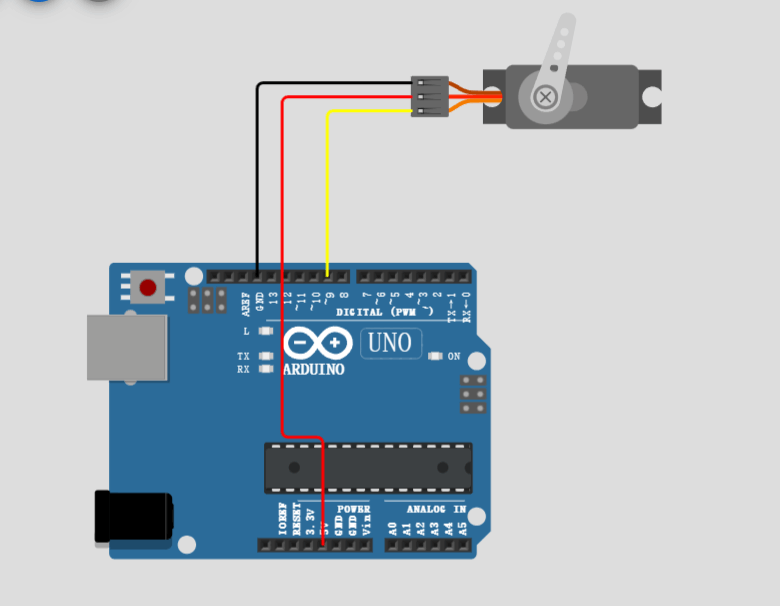 AREF
GND
13
12
~11
~10
~9
8
7
~6
~5
4
~3
2
TX→1
RX←0
DIGITAL (PWM ~)
L
TX
RX
UNO
ON
ARDUINO
POWER
ANALOG IN
IOREF
RESET
3.3V
GND
GND
Vin
A0
A1
A2
A3
A4
A5